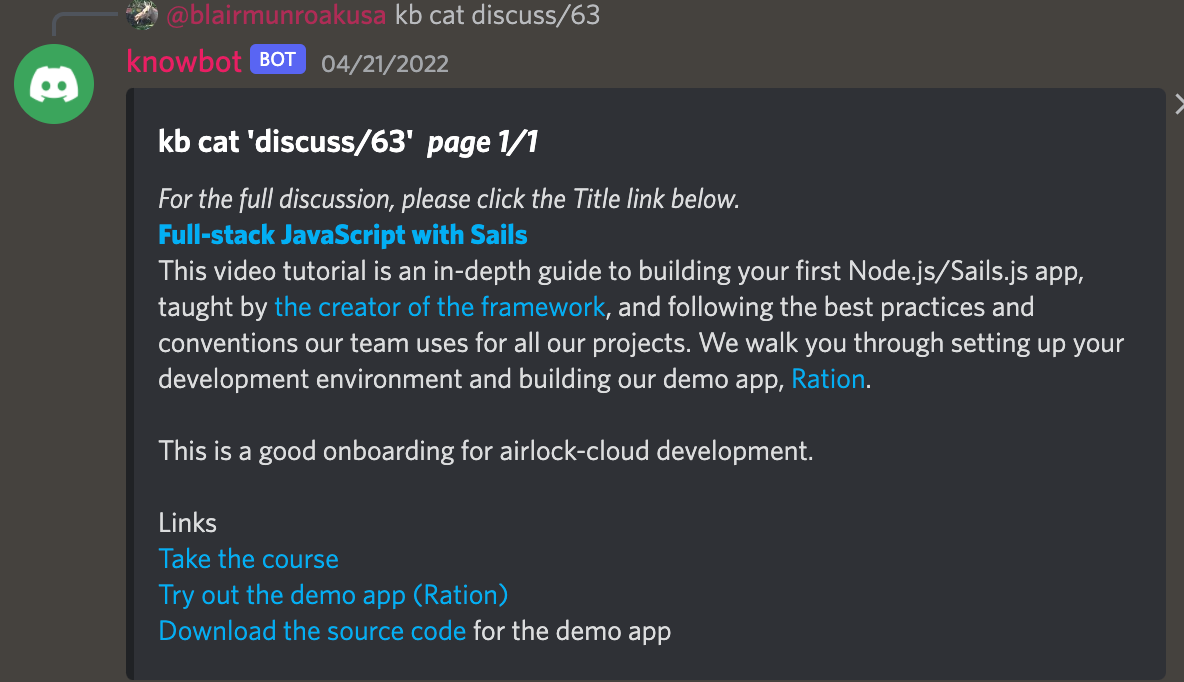 @blairmunroakusa kb cat discuss/63
knowbot BOT 04/21/2022
kb cat 'discuss/63' page 1/1
For the full discussion, please click the Title link below.
Full-stack JavaScript with Sails
This video tutorial is an in-depth guide to building your first Node.js/Sails.js app,
taught by the creator of the framework, and following the best practices and
conventions our team uses for all our projects. We walk you through setting up your
development environment and building our demo app, Ration.
This is a good onboarding for airlock-cloud development.
Links
Take the course
Try out the demo app (Ration)
Download the source code for the demo app